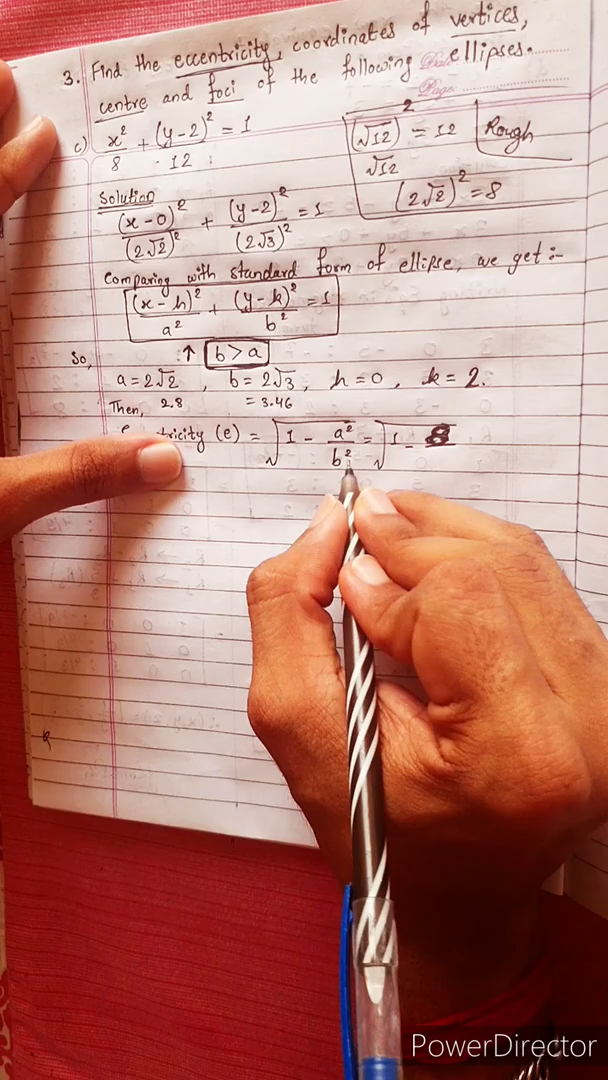 3. Find the eccentricity, coordinates of vertices,
centre and foci of the following ellipses.
Page:
c) x²/8 + (y-2)²/12 = 1
(√12)² = 12
√12
(2√2)² = 8
Rough
Solution
(x-0)²/(2√2)² + (y-2)²/(2√3)² = 1
Comparing with standard form of ellipse, we get :-
(x-h)²/a² + (y-k)²/b² = 1
↑ b>a
So,
a = 2√2 , b = 2√3 , h = 0 , k = 2.
2.8 = 3.46
Then,
(e) = √1 - a²/b² = √1 - 8
PowerDirector